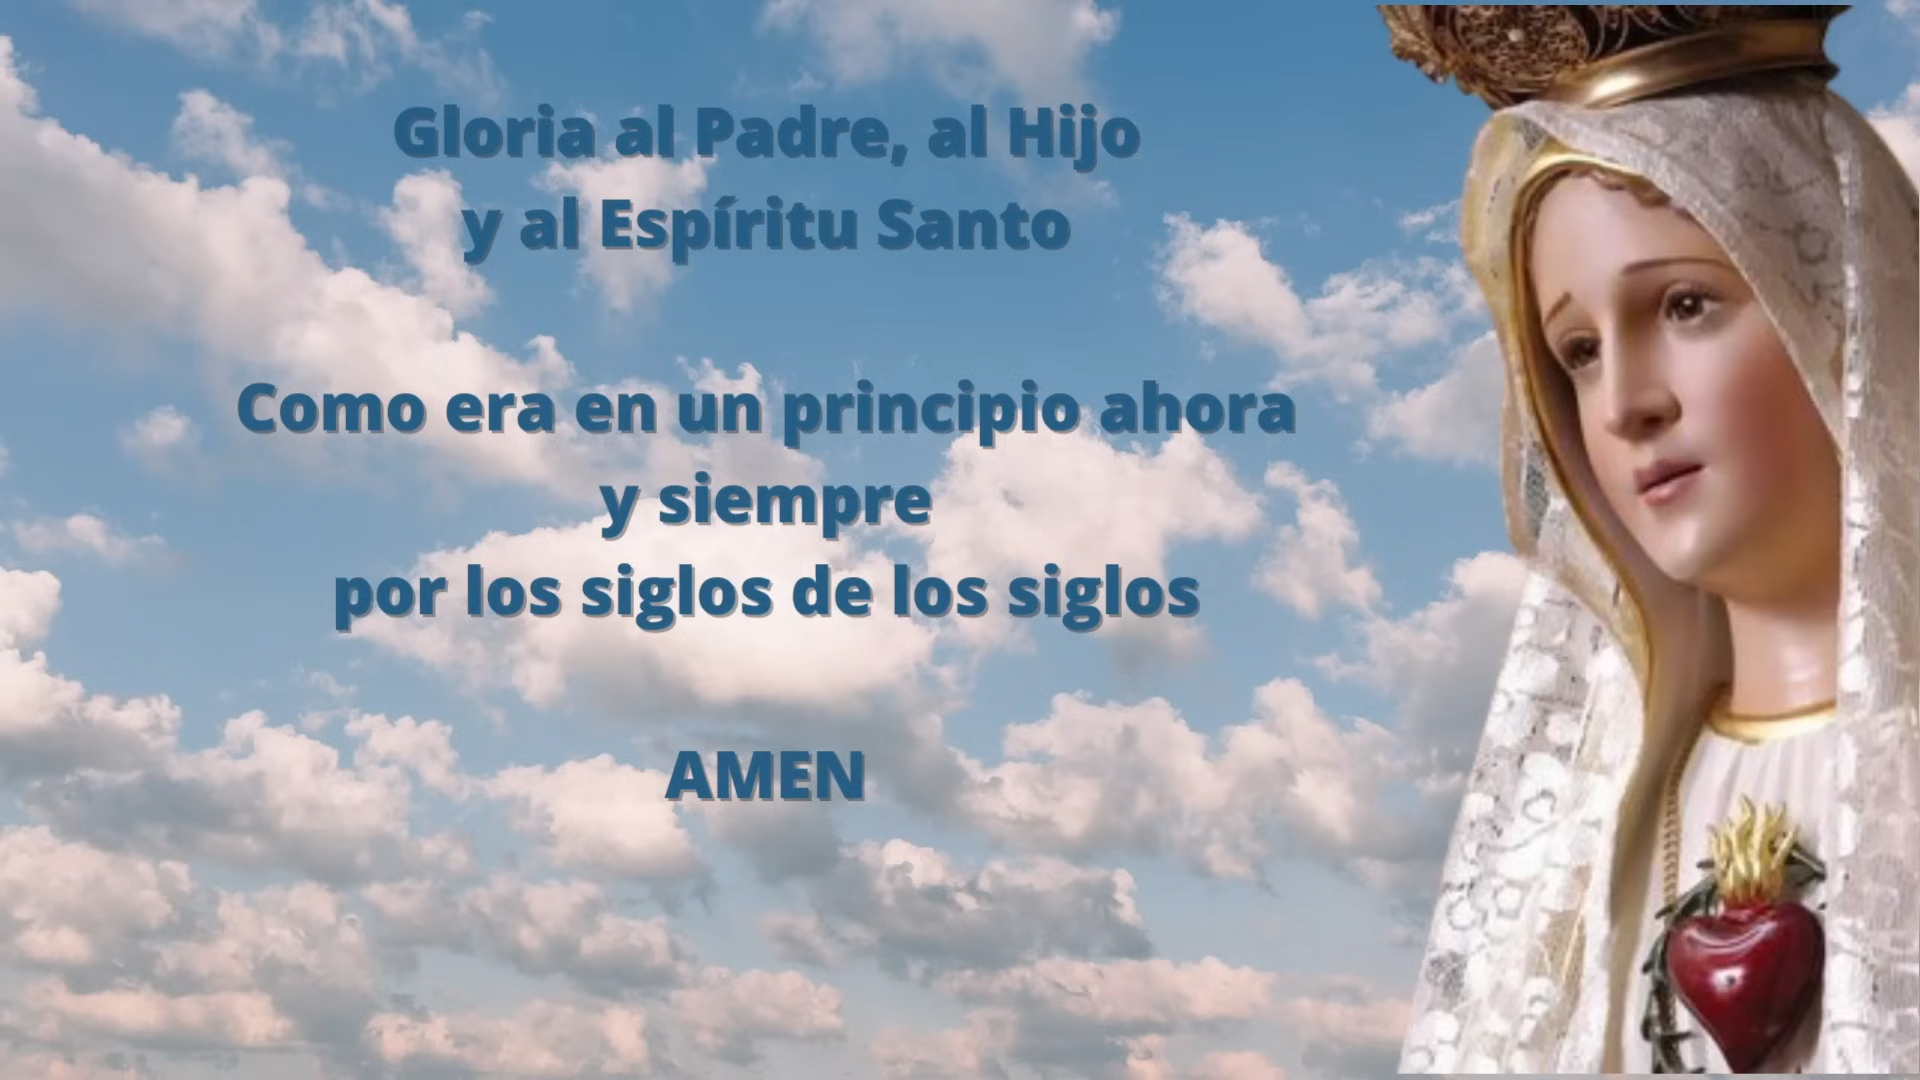 Gloria al Padre, al Hijo
y al Espíritu Santo
Como era en un principio ahora
y siempre
por los siglos de los siglos
AMEN